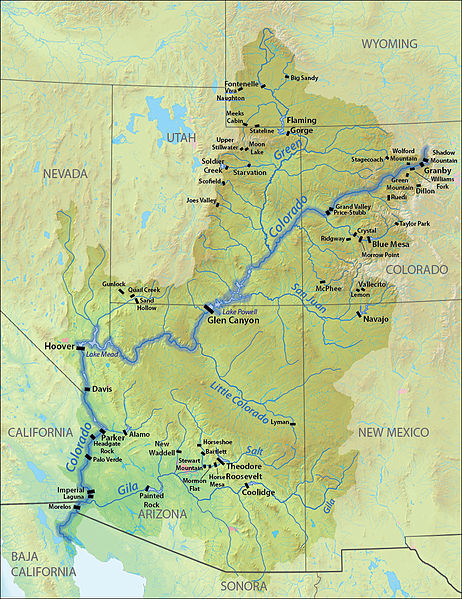 WYOMING
Fontenelle
Viva
Naughton
Big Sandy
Meeks
Cabin
Stateline
Flaming
Gorge
UTAH
Upper
Stillwater
Moon
Lake
Green
Soldier
Creek
Starvation
Scofield
Joes Valley
Stagecoach
Wolford
Mountain
Shadow
Mountain
Granby
Williams
Fork
Green
Mountain
Dillon
Ruedi
NEVADA
Colorado
Grand Valley
Price-Stubb
Taylor Park
Crystal
Ridgway
Blue Mesa
Morrow Point
COLORADO
Gunlock
Quail Creek
Sand
Hollow
McPhee
Vallecito
Lemon
San Juan
Navajo
Lake Powell
Glen Canyon
Hoover
Lake Mead
Davis
Little Colorado
Lyman
CALIFORNIA
Colorado
Parker
Headgate
Rock
Alamo
Palo Verde
NEW MEXICO
New
Waddell
Horseshoe
Bartlett
Salt
Stewart
Mountain
Mormon
Flat
Horse
Mesa
Theodore
Roosevelt
Coolidge
Imperial
Laguna
Morelos
Gila
Painted
Rock
Gila
ARIZONA
BAJA
CALIFORNIA
SONORA